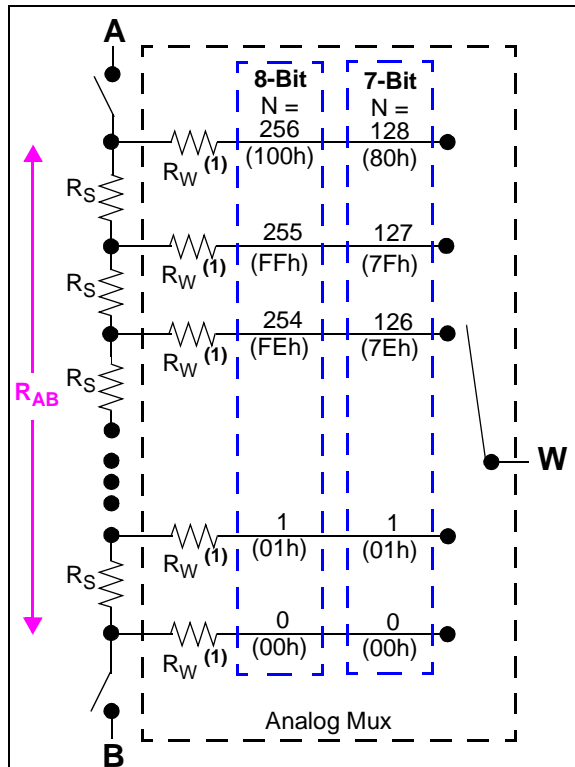 A
8-Bit 7-Bit
N = N =
256 128
(100h) (80h)
RW (1)
RS
255 127
(FFh) (7Fh)
RW (1)
RS
254 126
(FEh) (7Eh)
RW (1)
RS
RAB
W
1 1
(01h) (01h)
RW (1)
RS
0 0
(00h) (00h)
RW (1)
Analog Mux
B